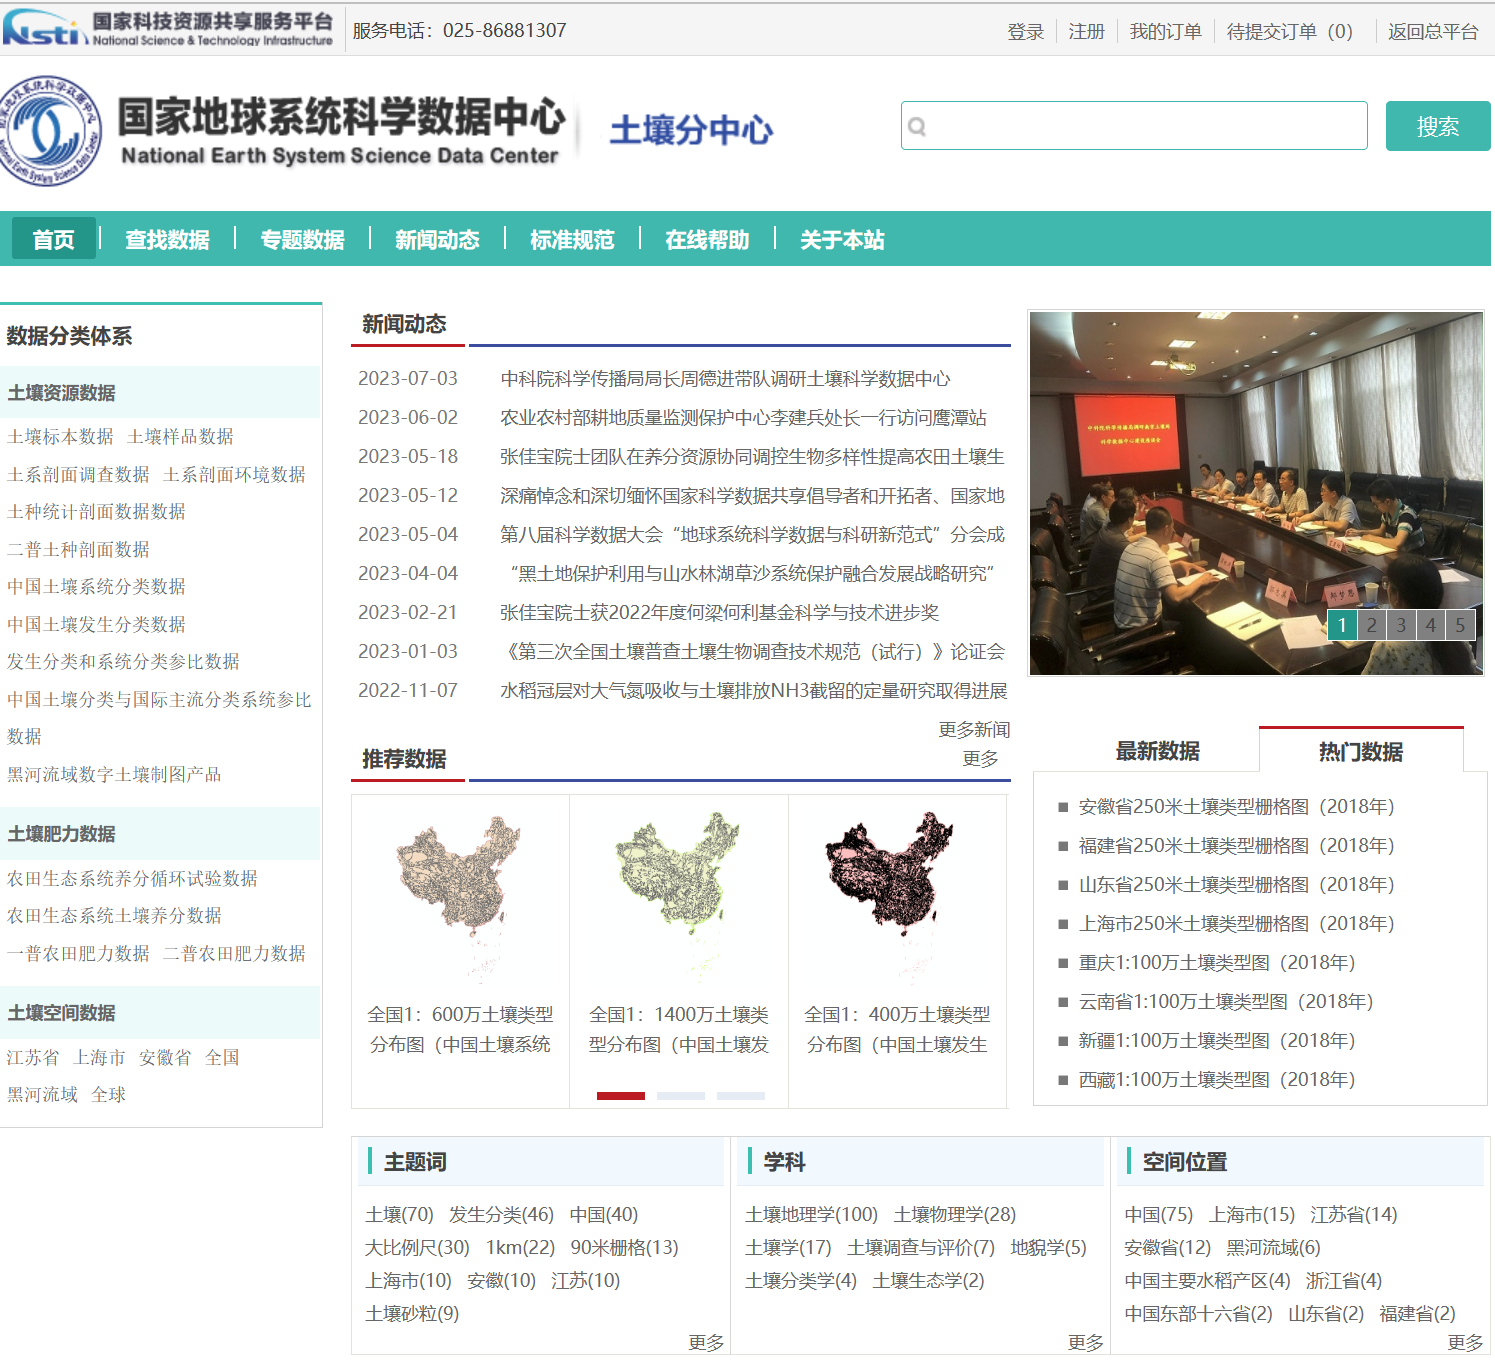 国家科技资源共享服务平台
National Science & Technology Infrastructure
服务电话：025-86881307
登录 注册 我的订单 待提交订单（0） 返回总平台
国家地球系统科学数据中心
National Earth System Science Data Center
土壤分中心
搜索
首页 查找数据 专题数据 新闻动态 标准规范 在线帮助 关于本站
数据分类体系
土壤资源数据
土壤标本数据 土壤样品数据
土系剖面调查数据 土系剖面环境数据
土种统计剖面数据数据
二普土种剖面数据
中国土壤系统分类数据
中国土壤发生分类数据
发生分类和系统分类参比数据
中国土壤分类与国际主流分类系统参比
数据
黑河流域数字土壤制图产品
土壤肥力数据
农田生态系统养分循环试验数据
农田生态系统土壤养分数据
一普农田肥力数据 二普农田肥力数据
土壤空间数据
江苏省 上海市 安徽省 全国
黑河流域 全球
新闻动态
2023-07-03 中科院科学传播局局长周德进带队调研土壤科学数据中心
2023-06-02 农业农村部耕地质量监测保护中心李建兵处长一行访问鹰潭站
2023-05-18 张佳宝院士团队在养分资源协同调控生物多样性提高农田土壤生
2023-05-12 深痛悼念和深切缅怀国家科学数据共享倡导者和开拓者、国家地
2023-05-04 第八届科学数据大会“地球系统科学数据与科研新范式”分会成
2023-04-04 “黑土地保护利用与山水林湖草沙系统保护融合发展战略研究”
2023-02-21 张佳宝院士获2022年度何梁何利基金科学与技术进步奖
2023-01-03 《第三次全国土壤普查土壤生物调查技术规范（试行）》论证会
2022-11-07 水稻冠层对大气氮吸收与土壤排放NH3截留的定量研究取得进展
更多新闻
1 2 3 4 5
推荐数据
更多
全国1：600万土壤类型
分布图（中国土壤系统
全国1：1400万土壤类
型分布图（中国土壤发
全国1：400万土壤类型
分布图（中国土壤发生
最新数据 热门数据
安徽省250米土壤类型栅格图（2018年）
福建省250米土壤类型栅格图（2018年）
山东省250米土壤类型栅格图（2018年）
上海市250米土壤类型栅格图（2018年）
重庆1:100万土壤类型图（2018年）
云南省1:100万土壤类型图（2018年）
新疆1:100万土壤类型图（2018年）
西藏1:100万土壤类型图（2018年）
主题词
土壤(70) 发生分类(46) 中国(40)
大比例尺(30) 1km(22) 90米栅格(13)
上海市(10) 安徽(10) 江苏(10)
土壤砂粒(9)
更多
学科
土壤地理学(100) 土壤物理学(28)
土壤学(17) 土壤调查与评价(7) 地貌学(5)
土壤分类学(4) 土壤生态学(2)
更多
空间位置
中国(75) 上海市(15) 江苏省(14)
安徽省(12) 黑河流域(6)
中国主要水稻产区(4) 浙江省(4)
中国东部十六省(2) 山东省(2) 福建省(2)
更多